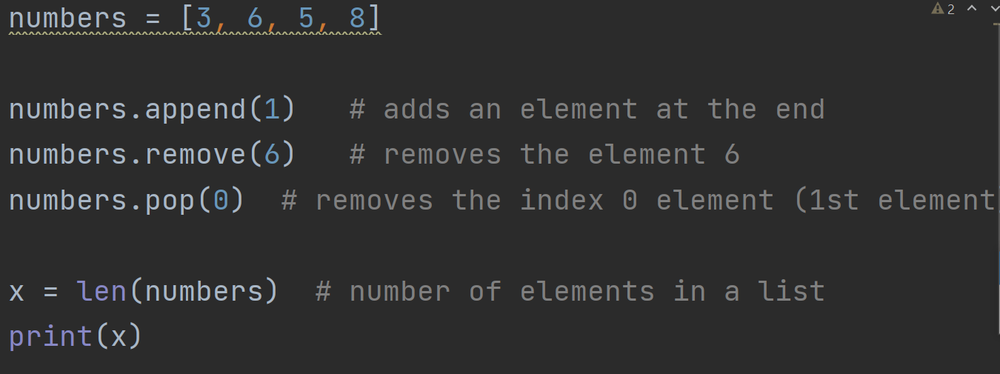 numbers = [3, 6, 5, 8]
2
numbers.append(1)   # adds an element at the end
numbers.remove(6)   # removes the element 6
numbers.pop(0)  # removes the index 0 element (1st element
x = len(numbers)  # number of elements in a list
print(x)